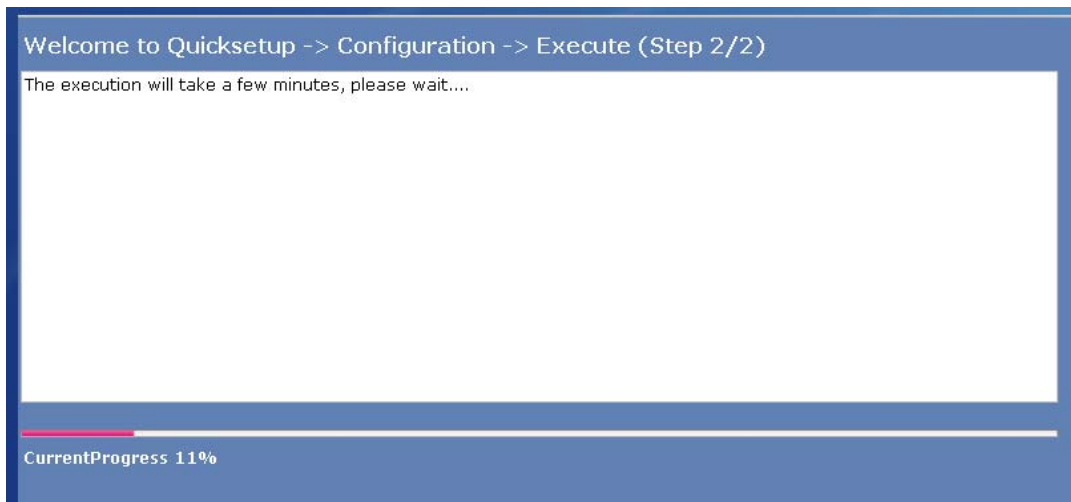 Welcome to Quicksetup -> Configuration -> Execute (Step 2/2)
The execution will take a few minutes, please wait....
CurrentProgress 11%